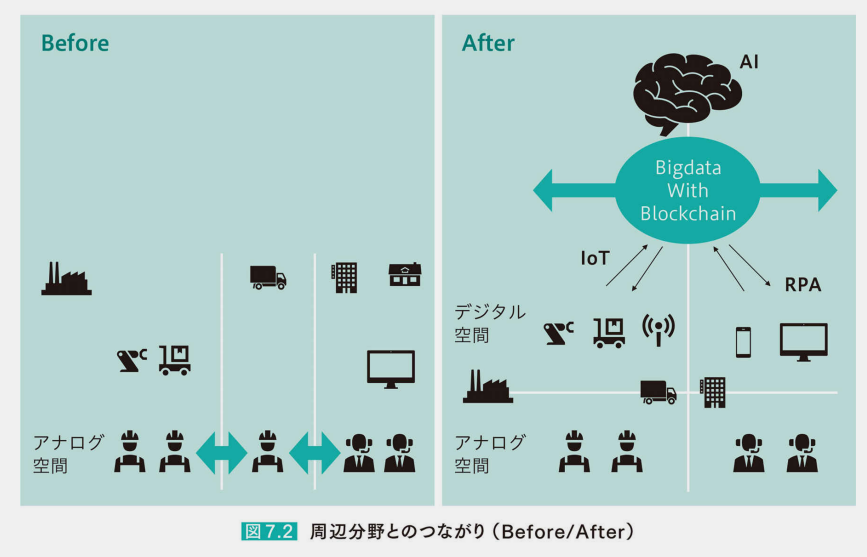 Before
アナログ
空間
After
AI
Bigdata
With
Blockchain
IoT
RPA
デジタル
空間
アナログ
空間
図7.2 周辺分野とのつながり（Before/After）